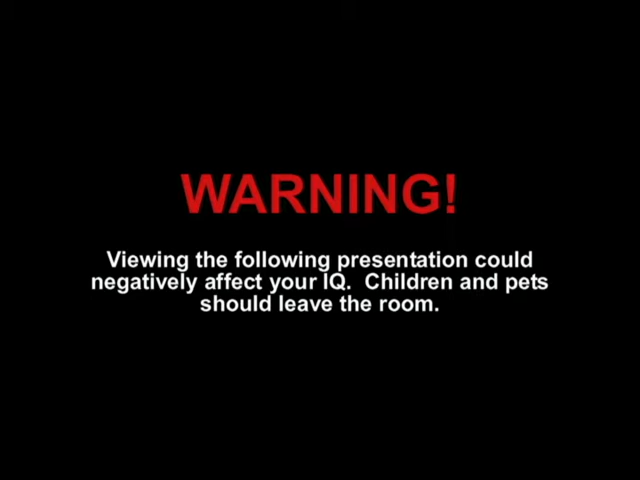 WARNING!
Viewing the following presentation could
negatively affect your IQ.  Children and pets
should leave the room.